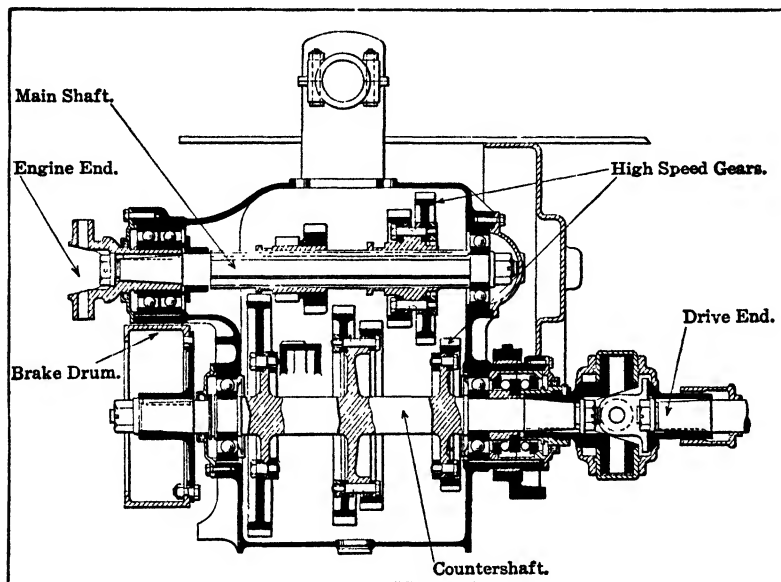 Main Shaft.
Engine End.
High Speed Gears.
Drive End.
Brake Drum.
Countershaft.